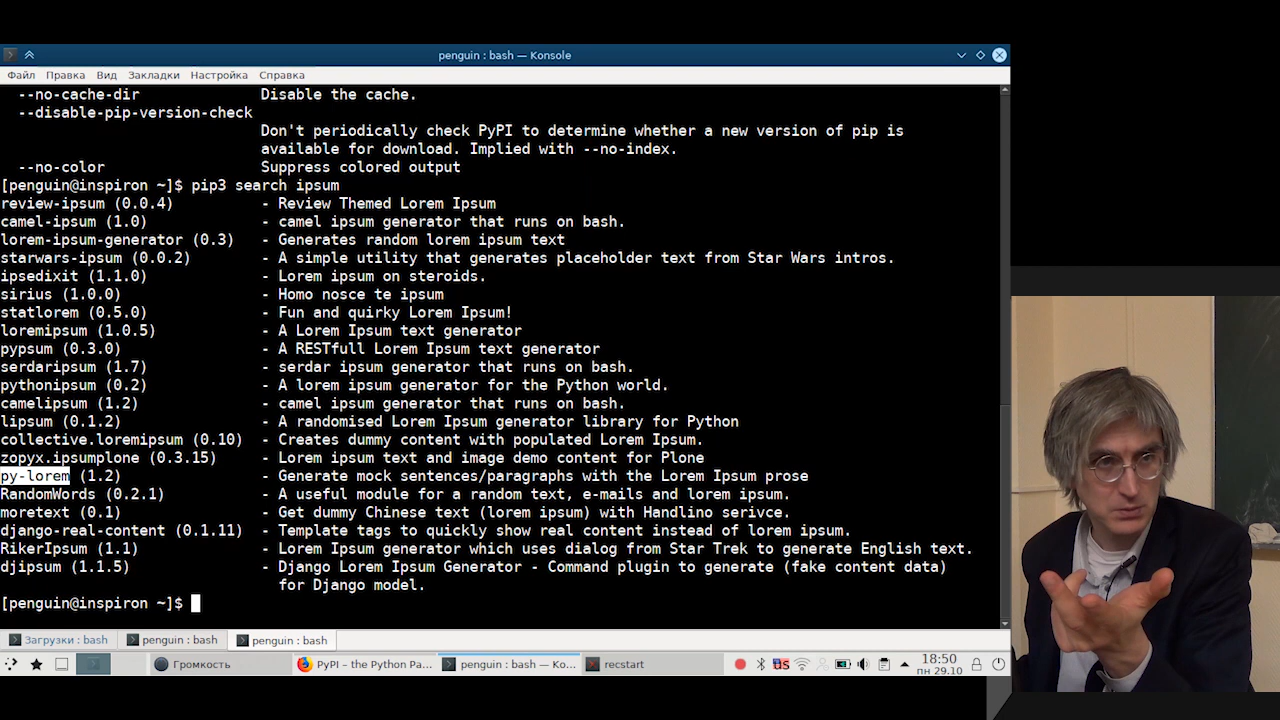 penguin : bash — Konsole
Файл Правка Вид Закладки Настройка Справка
--no-cache-dir Disable the cache.
--disable-pip-version-check
Don't periodically check PyPI to determine whether a new version of pip is
available for download. Implied with --no-index.
--no-color Suppress colored output
[penguin@inspiron ~]$ pip3 search ipsum
review-ipsum (0.0.4) - Review Themed Lorem Ipsum
camel-ipsum (1.0) - camel ipsum generator that runs on bash.
lorem-ipsum-generator (0.3) - Generates random lorem ipsum text
starwars-ipsum (0.0.2) - A simple utility that generates placeholder text from Star Wars intros.
ipsedixit (1.1.0) - Lorem ipsum on steroids.
sirius (1.0.0) - Homo nosce te ipsum
statlorem (0.5.0) - Fun and quirky Lorem Ipsum!
loremipsum (1.0.5) - A Lorem Ipsum text generator
pypsum (0.3.0) - A RESTfull Lorem Ipsum text generator
serdaripsum (1.7) - serdar ipsum generator that runs on bash.
pythonipsum (0.2) - A lorem ipsum generator for the Python world.
camelipsum (1.2) - camel ipsum generator that runs on bash.
lipsum (0.1.2) - A randomised Lorem Ipsum generator library for Python
collective.loremipsum (0.10) - Creates dummy content with populated Lorem Ipsum.
zopyx.ipsumplone (0.3.15) - Lorem ipsum text and image demo content for Plone
py-lorem (1.2) - Generate mock sentences/paragraphs with the Lorem Ipsum prose
RandomWords (0.2.1) - A useful module for a random text, e-mails and lorem ipsum.
moretext (0.1) - Get dummy Chinese text (lorem ipsum) with Handlino serivce.
django-real-content (0.1.11) - Template tags to quickly show real content instead of lorem ipsum.
RikerIpsum (1.1) - Lorem Ipsum generator which uses dialog from Star Trek to generate English text.
djipsum (1.1.5) - Django Lorem Ipsum Generator - Command plugin to generate (fake content data)
for Django model.
[penguin@inspiron ~]$
Загрузки : bash penguin : bash penguin : bash
Громкость PyPI – the Python Pa... penguin : bash — Ko... recstart US 18:50
пн 29.10